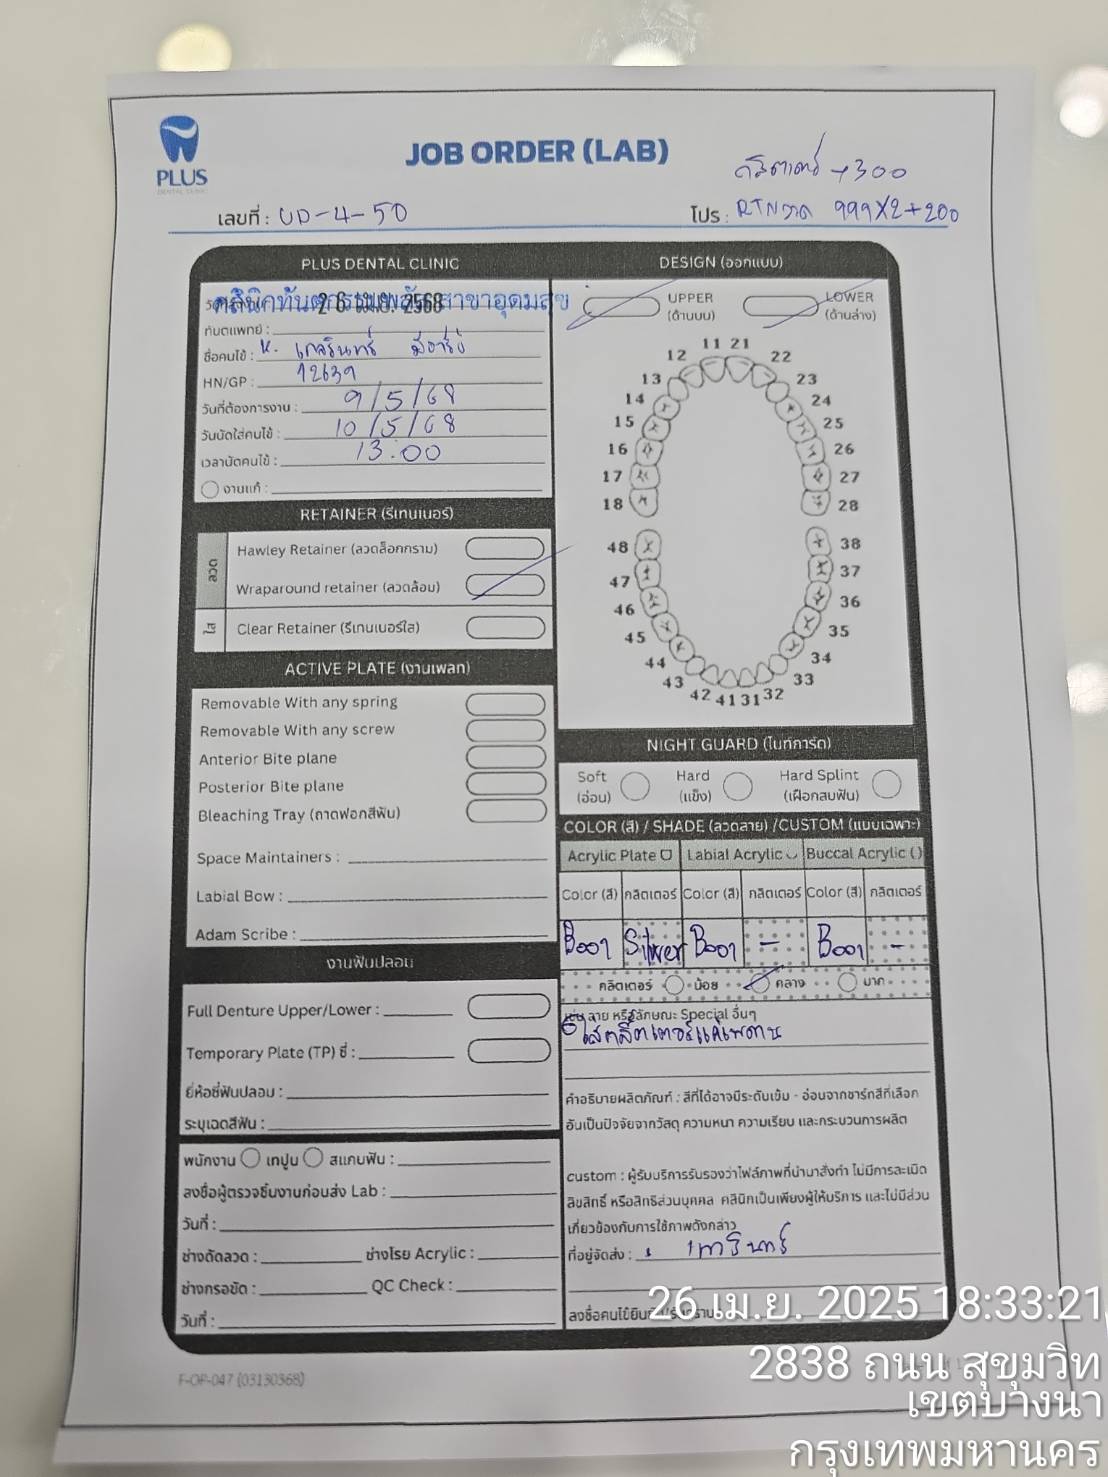 PLUS
DENTAL CLINIC
JOB ORDER (LAB)
กลิตเตอร์ →300
เลขที่ : UD-4-50
โปร : RTNลวด 999X2+200
PLUS DENTAL CLINIC
คลินิกทันตกรรมพลัส สาขาอุดมสุข
26 เม.ย. 2568
ทันตแพทย์ :
ชื่อคนไข้ : K.
HN/GP : 12639
วันที่ต้องการงาน : 9/5/68
วันนัดใส่คนไข้ : 10/5/68
เวลานัดคนไข้ : 13.00
งานแก้ :
RETAINER (รีเทนเนอร์)
ลวด
Hawley Retainer (ลวดล็อกกราม)
Wraparound retainer (ลวดล้อม)
ใส
Clear Retainer (รีเทนเนอร์ใส)
ACTIVE PLATE (งานเพลท)
Removable With any spring
Removable With any screw
Anterior Bite plane
Posterior Bite plane
Bleaching Tray (ถาดฟอกสีฟัน)
Space Maintainers :
Labial Bow :
Adam Scribe :
งานฟันปลอม
Full Denture Upper/Lower :
Temporary Plate (TP) ซี่ :
ยี่ห้อซี่ฟันปลอม :
ระบุเฉดสีฟัน :
พนักงาน เทปูน สแกนฟัน :
ลงชื่อผู้ตรวจชิ้นงานก่อนส่ง Lab :
วันที่ :
ช่างดัดลวด : ช่างโรย Acrylic :
ช่างกรอขัด : QC Check :
วันที่ :
DESIGN (ออกแบบ)
UPPER
(ด้านบน)
LOWER
(ด้านล่าง)
11 21
12 22
13 23
14 24
15 25
16 26
17 27
18 28
48 38
47 37
46 36
45 35
44 34
43 33
42 41 31 32
NIGHT GUARD (ไนท์การ์ด)
Soft
(อ่อน)
Hard
(แข็ง)
Hard Splint
(เฝือกสบฟัน)
COLOR (สี) / SHADE (ลวดลาย) /CUSTOM (แบบเฉพาะ)
Acrylic Plate Labial Acrylic Buccal Acrylic ()
Color (สี) กลิตเตอร์ Color (สี) กลิตเตอร์ Color (สี) กลิตเตอร์
B001 Silver B001 - B001 -
กลิตเตอร์ น้อย กลาง มาก
เช่น ลาย หรือลักษณะ Special อื่นๆ
ใส่กลิตเตอร์แค่เพดาน
คำอธิบายผลิตภัณฑ์ : สีที่ได้อาจมีระดับเข้ม - อ่อนจากชาร์ทสีที่เลือก
อันเป็นปัจจัยจากวัสดุ ความหนา ความเรียบ และกระบวนการผลิต
custom : ผู้รับบริการรับรองว่าไฟล์ภาพที่นำมาสั่งทำ ไม่มีการละเมิด
ลิขสิทธิ์ หรือสิทธิส่วนบุคคล คลินิกเป็นเพียงผู้ให้บริการ และไม่มีส่วน
เกี่ยวข้องกับการใช้ภาพดังกล่าว
ที่อยู่จัดส่ง :
ลงชื่อคนไข้ยืนยัน/รับทราบ
F-OP-047 (03130368)
26 เม.ย. 2025 18:33:21
2838 ถนน สุขุมวิท
เขตบางนา
กรุงเทพมหานคร